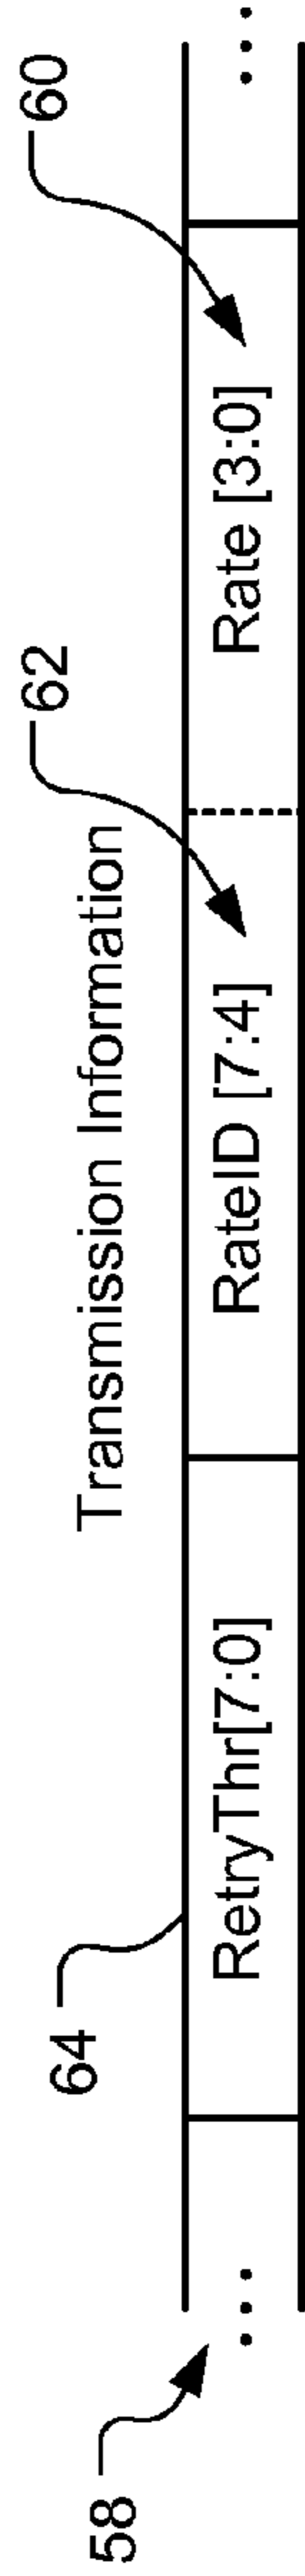 Transmission Information
58
64
62
60
... RetryThr[7:0] RateID [7:4] Rate [3:0] ...